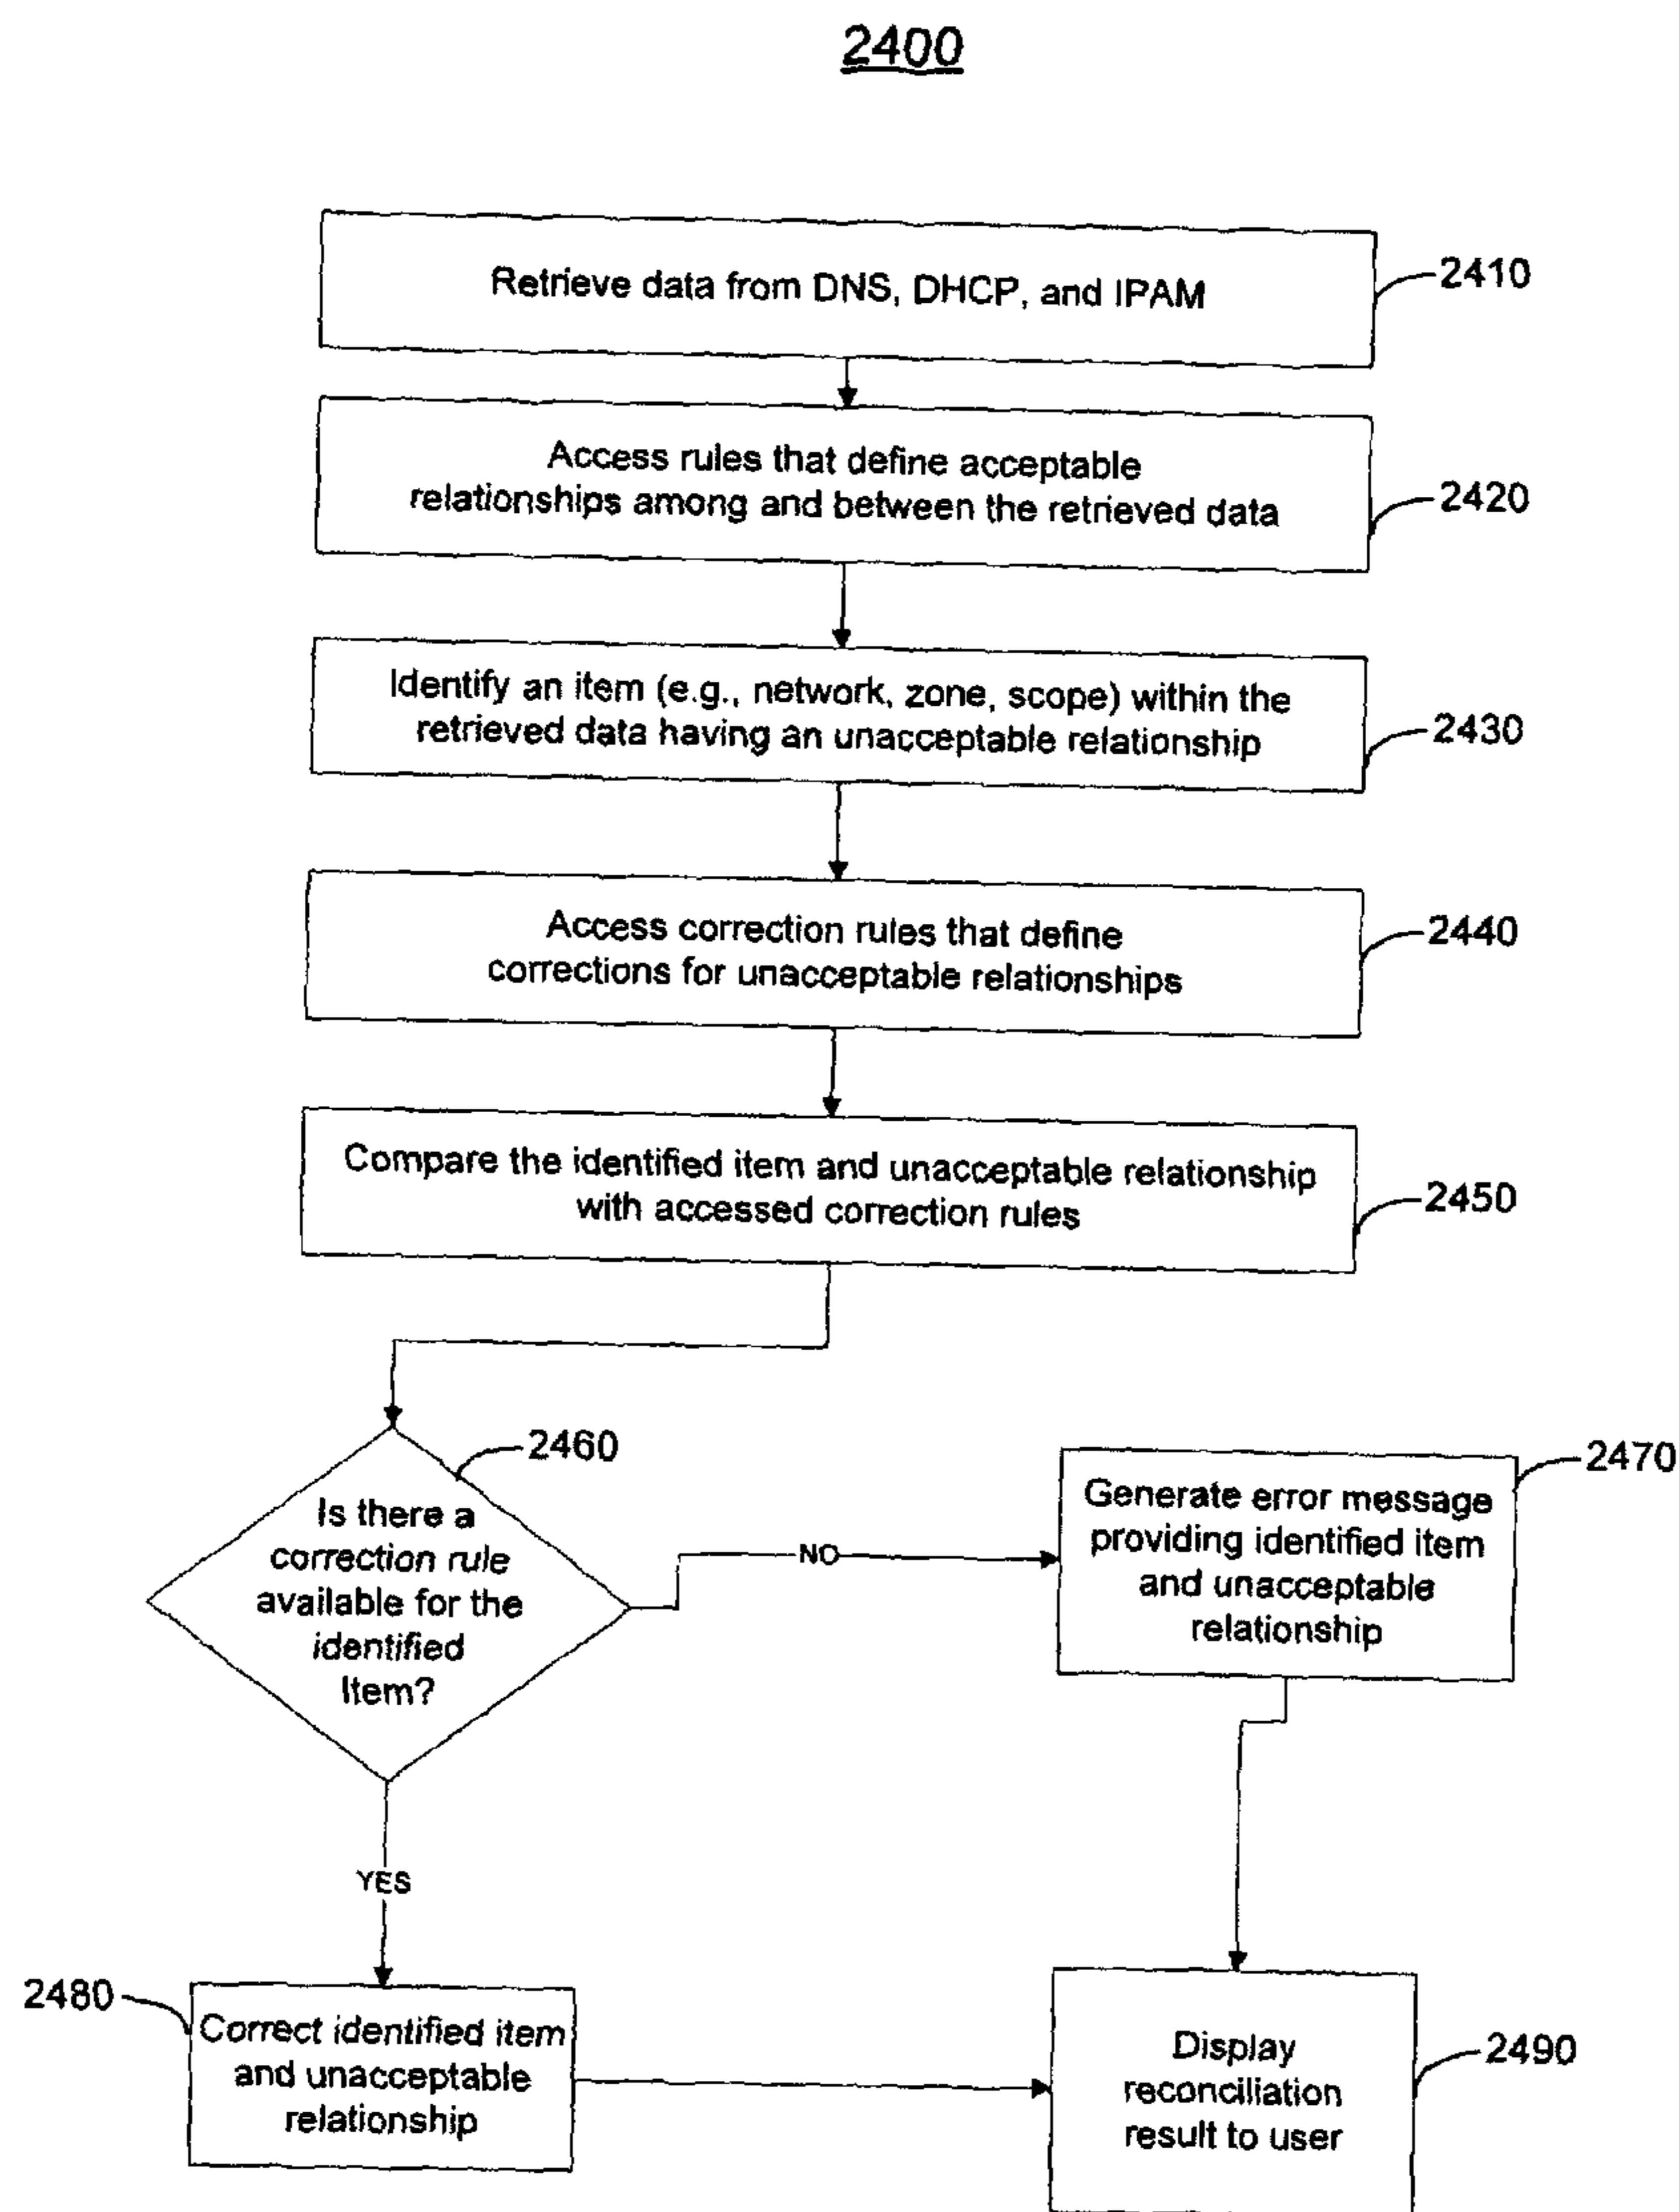 2400
Retrieve data from DNS, DHCP, and IPAM
2410
Access rules that define acceptable
relationships among and between the retrieved data
2420
Identify an item (e.g., network, zone, scope) within the
retrieved data having an unacceptable relationship
2430
Access correction rules that define
corrections for unacceptable relationships
2440
Compare the identified item and unacceptable relationship
with accessed correction rules
2450
2460
Is there a
correction rule
available for the
identified
Item?
NO
2470
Generate error message
providing identified item
and unacceptable
relationship
YES
2480
Correct identified item
and unacceptable
relationship
Display
reconciliation
result to user
2490